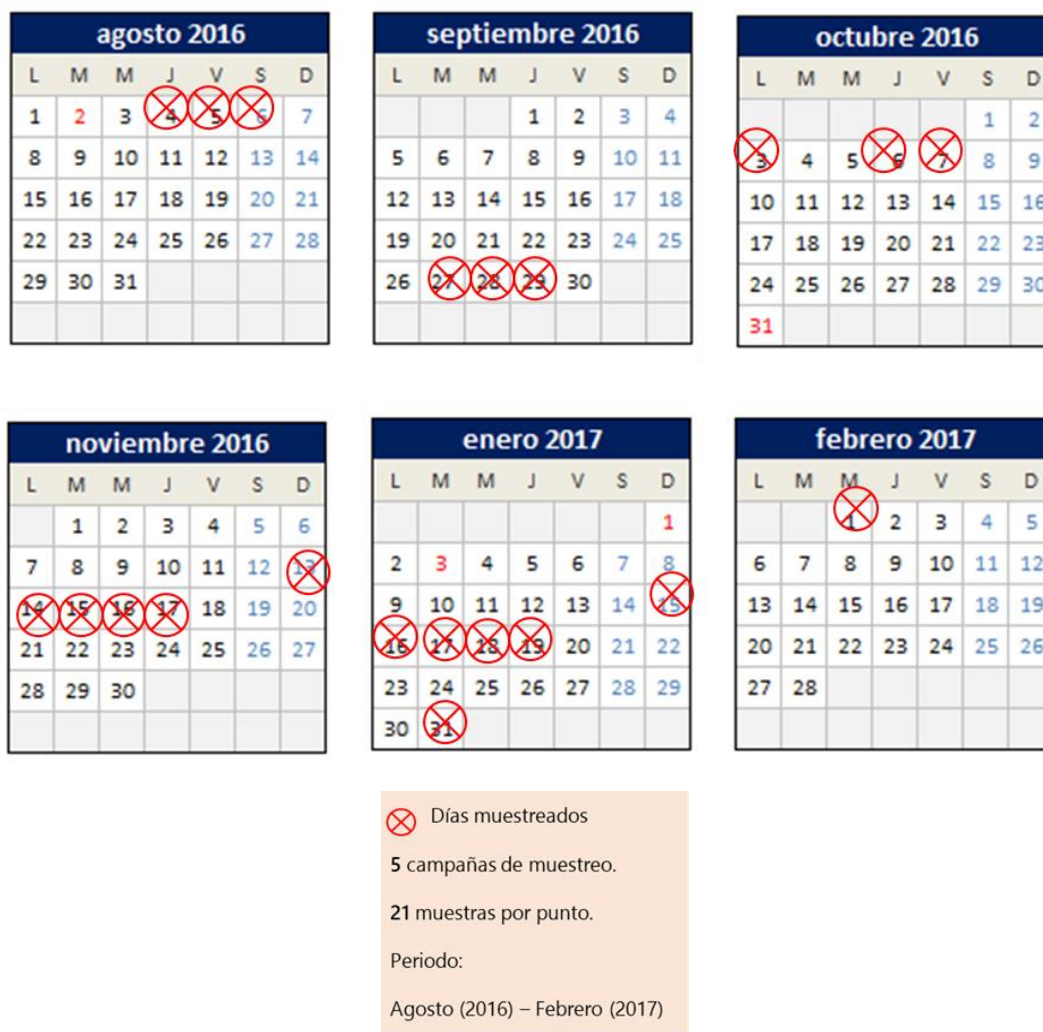 agosto 2016
L M M J V S D
1 2 3 4 5 6 7
8 9 10 11 12 13 14
15 16 17 18 19 20 21
22 23 24 25 26 27 28
29 30 31
septiembre 2016
L M M J V S D
1 2 3 4
5 6 7 8 9 10 11
12 13 14 15 16 17 18
19 20 21 22 23 24 25
26 27 28 29 30
octubre 2016
L M M J V S D
1 2
3 4 5 6 7 8 9
10 11 12 13 14 15 16
17 18 19 20 21 22 23
24 25 26 27 28 29 30
31
noviembre 2016
L M M J V S D
1 2 3 4 5 6
7 8 9 10 11 12 13
14 15 16 17 18 19 20
21 22 23 24 25 26 27
28 29 30
enero 2017
L M M J V S D
1
2 3 4 5 6 7 8
9 10 11 12 13 14 15
16 17 18 19 20 21 22
23 24 25 26 27 28 29
30 31
febrero 2017
L M M J V S D
1 2 3 4 5
6 7 8 9 10 11 12
13 14 15 16 17 18 19
20 21 22 23 24 25 26
27 28
Días muestreados
5 campañas de muestreo.
21 muestras por punto.
Periodo:
Agosto (2016) – Febrero (2017)